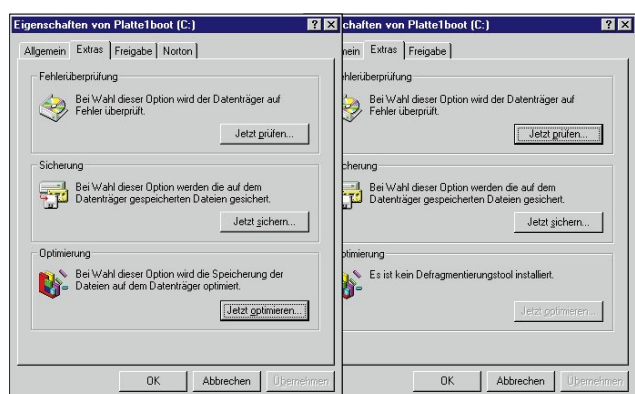 Eigenschaften von Platte1boot (C:)
Allgemein Extras Freigabe Norton
Fehlerüberprüfung
Bei Wahl dieser Option wird der Datenträger auf
Fehler überprüft.
Jetzt prüfen...
Sicherung
Bei Wahl dieser Option werden die auf dem
Datenträger gespeicherten Dateien gesichert.
Jetzt sichern...
Optimierung
Bei Wahl dieser Option wird die Speicherung der
Dateien auf dem Datenträger optimiert.
Jetzt optimieren...
OK Abbrechen Übernehmen
chaften von Platte1boot (C:)
mein Extras Freigabe
hlerüberprüfung
Bei Wahl dieser Option wird der Datenträger auf
Fehler überprüft.
Jetzt prüfen...
cherung
Bei Wahl dieser Option werden die auf dem
Datenträger gespeicherten Dateien gesichert.
Jetzt sichern...
ptimierung
Es ist kein Defragmentierungstool installiert.
Jetzt optimieren...
OK Abbrechen Übernehmen